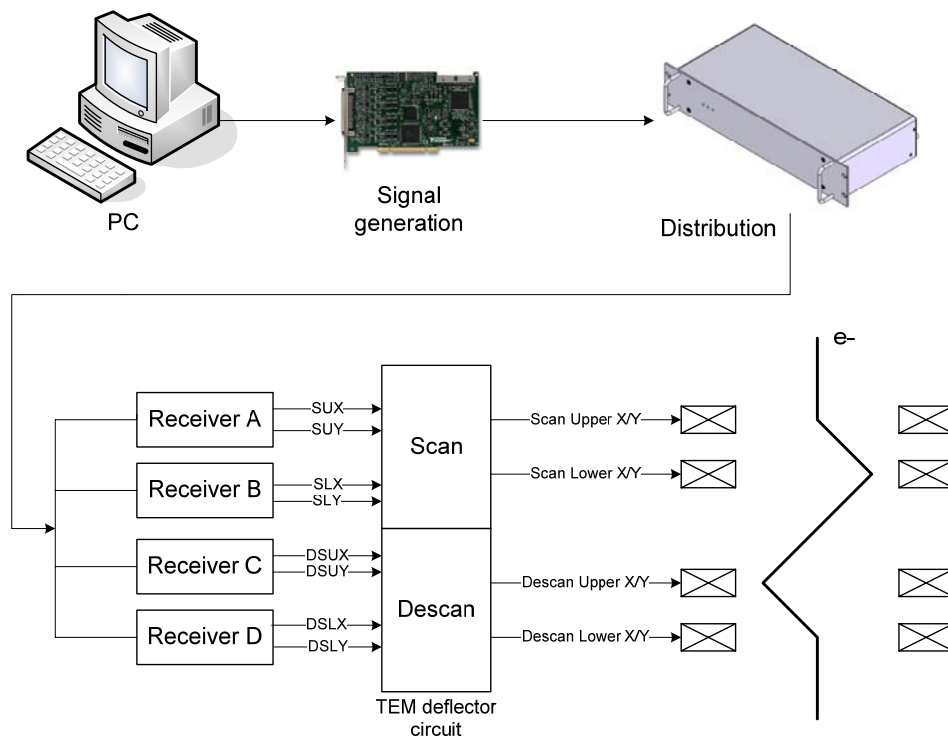 PC
Signal
generation
Distribution
e-
Receiver A
SUX
SUY
Scan
Scan Upper X/Y
Receiver B
SLX
SLY
Scan Lower X/Y
Receiver C
DSUX
DSUY
Descan
Descan Upper X/Y
Receiver D
DSLX
DSLY
Descan Lower X/Y
TEM deflector
circuit